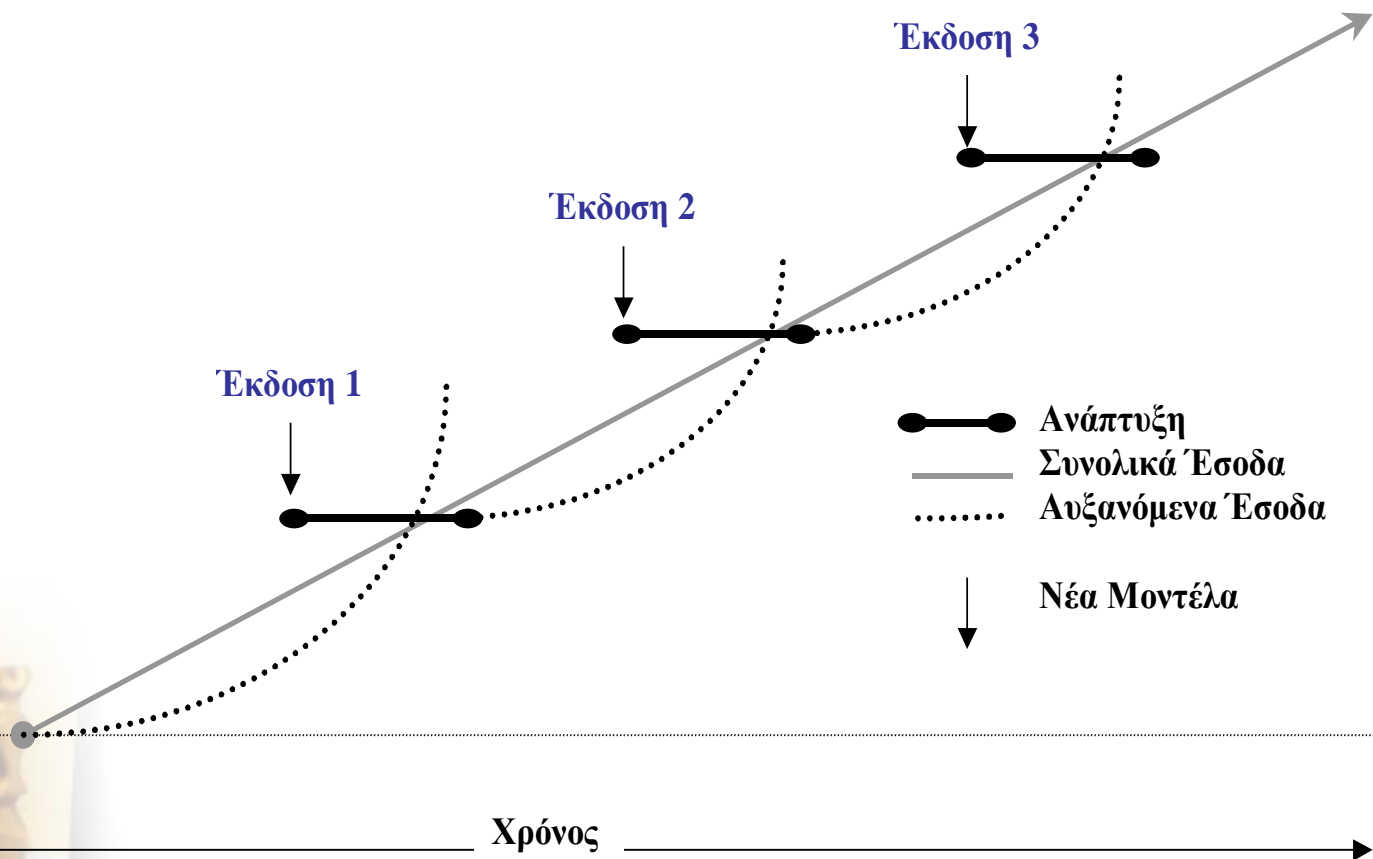 Έκδοση 3
Έκδοση 2
Έκδοση 1
Ανάπτυξη
Συνολικά Έσοδα
Αυξανόμενα Έσοδα
Νέα Μοντέλα
Χρόνος